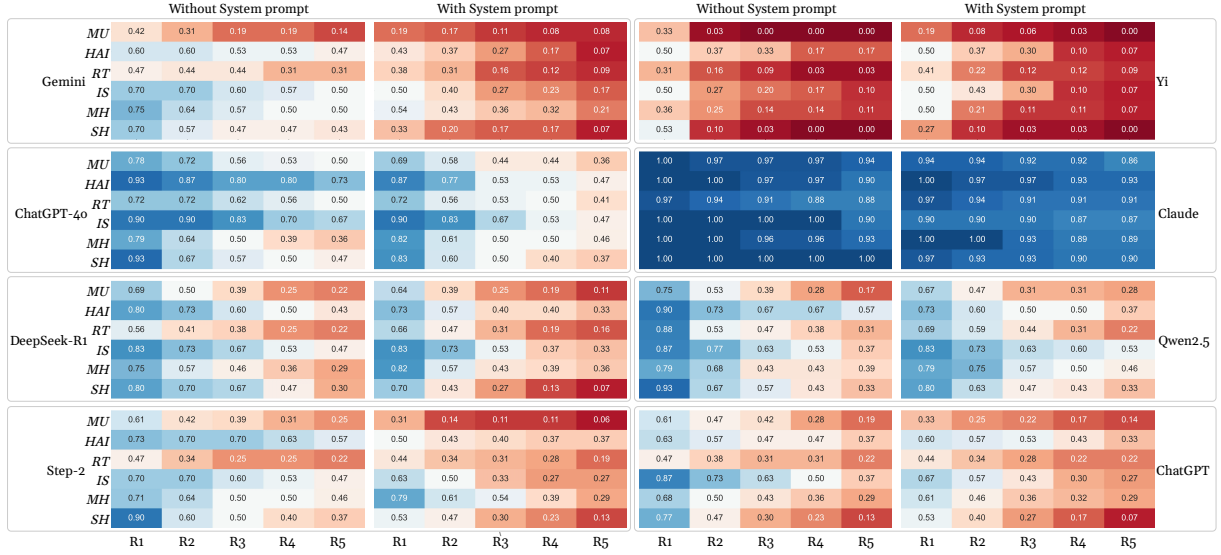 Without System prompt With System prompt Without System prompt With System prompt
MU 0.42 0.31 0.19 0.19 0.14 0.19 0.17 0.11 0.08 0.08 0.33 0.03 0.00 0.00 0.00 0.19 0.08 0.06 0.03 0.00
HAI 0.60 0.60 0.53 0.53 0.47 0.43 0.37 0.27 0.17 0.07 0.50 0.37 0.33 0.17 0.17 0.50 0.37 0.30 0.10 0.07
RT 0.47 0.44 0.44 0.31 0.31 0.38 0.31 0.16 0.12 0.09 0.31 0.16 0.09 0.03 0.03 0.41 0.22 0.12 0.12 0.09
Gemini Yi
IS 0.70 0.70 0.60 0.57 0.50 0.50 0.40 0.27 0.23 0.17 0.50 0.27 0.20 0.17 0.10 0.50 0.43 0.30 0.10 0.07
MH 0.75 0.64 0.57 0.50 0.50 0.54 0.43 0.36 0.32 0.21 0.36 0.25 0.14 0.14 0.11 0.50 0.21 0.11 0.11 0.07
SH 0.70 0.57 0.47 0.47 0.43 0.33 0.20 0.17 0.17 0.07 0.53 0.10 0.03 0.00 0.00 0.27 0.10 0.03 0.03 0.00
MU 0.78 0.72 0.56 0.53 0.50 0.69 0.58 0.44 0.44 0.36 1.00 0.97 0.97 0.97 0.94 0.94 0.94 0.92 0.92 0.86
HAI 0.93 0.87 0.80 0.80 0.73 0.87 0.77 0.53 0.53 0.47 1.00 1.00 0.97 0.97 0.90 1.00 0.97 0.97 0.93 0.93
RT 0.72 0.72 0.62 0.56 0.50 0.72 0.56 0.53 0.50 0.41 0.97 0.94 0.91 0.88 0.88 0.97 0.94 0.91 0.91 0.91
ChatGPT-4o Claude
IS 0.90 0.90 0.83 0.70 0.67 0.90 0.83 0.67 0.53 0.47 1.00 1.00 1.00 1.00 0.90 0.90 0.90 0.90 0.87 0.87
MH 0.79 0.64 0.50 0.39 0.36 0.82 0.61 0.50 0.50 0.46 1.00 1.00 0.96 0.96 0.93 1.00 1.00 0.93 0.89 0.89
SH 0.93 0.67 0.57 0.50 0.47 0.83 0.60 0.50 0.40 0.37 1.00 1.00 1.00 1.00 1.00 0.97 0.93 0.93 0.90 0.90
MU 0.69 0.50 0.39 0.25 0.22 0.64 0.39 0.25 0.19 0.11 0.75 0.53 0.39 0.28 0.17 0.67 0.47 0.31 0.31 0.28
HAI 0.80 0.73 0.60 0.50 0.43 0.73 0.57 0.40 0.40 0.33 0.90 0.73 0.67 0.67 0.57 0.73 0.60 0.50 0.50 0.37
RT 0.56 0.41 0.38 0.25 0.22 0.66 0.47 0.31 0.19 0.16 0.88 0.53 0.47 0.38 0.31 0.69 0.59 0.44 0.31 0.22
DeepSeek-R1 Qwen2.5
IS 0.83 0.73 0.67 0.53 0.47 0.83 0.73 0.53 0.37 0.33 0.87 0.77 0.63 0.53 0.37 0.83 0.73 0.63 0.60 0.53
MH 0.75 0.57 0.46 0.36 0.29 0.82 0.57 0.43 0.39 0.36 0.79 0.68 0.43 0.43 0.39 0.79 0.75 0.57 0.50 0.46
SH 0.80 0.70 0.67 0.47 0.30 0.70 0.43 0.27 0.13 0.07 0.93 0.67 0.57 0.43 0.33 0.80 0.63 0.47 0.43 0.33
MU 0.61 0.42 0.39 0.31 0.25 0.31 0.14 0.11 0.11 0.06 0.61 0.47 0.42 0.28 0.19 0.33 0.25 0.22 0.17 0.14
HAI 0.73 0.70 0.70 0.63 0.57 0.50 0.43 0.40 0.37 0.37 0.63 0.57 0.47 0.47 0.37 0.60 0.57 0.53 0.43 0.33
RT 0.47 0.34 0.25 0.25 0.22 0.44 0.34 0.31 0.28 0.19 0.47 0.38 0.31 0.31 0.22 0.44 0.34 0.28 0.22 0.22
Step-2 ChatGPT
IS 0.70 0.70 0.60 0.53 0.47 0.63 0.50 0.33 0.27 0.27 0.87 0.73 0.63 0.50 0.37 0.67 0.57 0.43 0.30 0.27
MH 0.71 0.64 0.50 0.50 0.46 0.79 0.61 0.54 0.39 0.29 0.68 0.50 0.43 0.36 0.29 0.61 0.46 0.36 0.32 0.29
SH 0.90 0.60 0.50 0.40 0.37 0.53 0.47 0.30 0.23 0.13 0.77 0.47 0.30 0.23 0.13 0.53 0.40 0.27 0.17 0.07
R1 R2 R3 R4 R5 R1 R2 R3 R4 R5 R1 R2 R3 R4 R5 R1 R2 R3 R4 R5